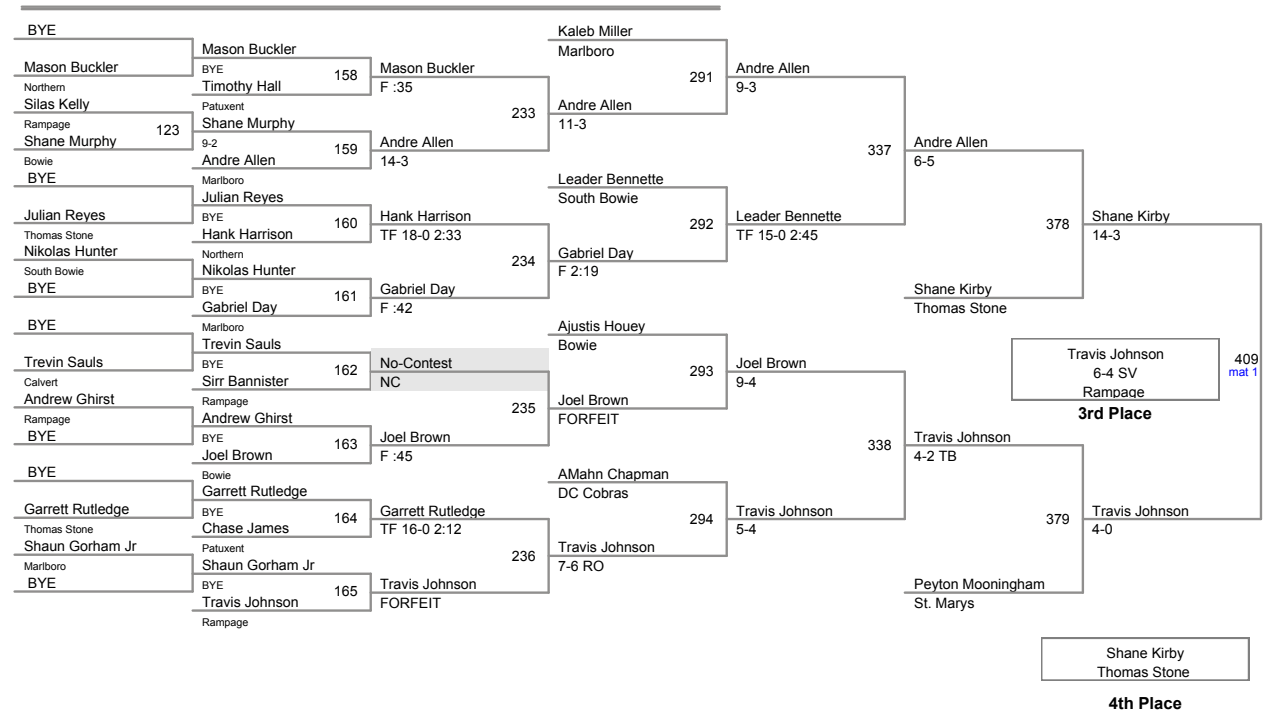 BYE
Mason Buckler
Northern
Silas Kelly
Rampage
123
Shane Murphy
Bowie
BYE
Julian Reyes
Thomas Stone
Nikolas Hunter
South Bowie
BYE
BYE
Trevin Sauls
Calvert
Andrew Ghirst
Rampage
BYE
BYE
Garrett Rutledge
Thomas Stone
Shaun Gorham Jr
Marlboro
BYE
Mason Buckler
BYE
158
Timothy Hall
Patuxent
Shane Murphy
9-2
159
Andre Allen
Marlboro
Julian Reyes
BYE
160
Hank Harrison
Northern
Nikolas Hunter
BYE
161
Gabriel Day
Marlboro
Trevin Sauls
BYE
162
Sirr Bannister
Rampage
Andrew Ghirst
BYE
163
Joel Brown
Bowie
Garrett Rutledge
BYE
164
Chase James
Patuxent
Shaun Gorham Jr
BYE
165
Travis Johnson
Rampage
Mason Buckler
F :35
233
Andre Allen
14-3
Hank Harrison
TF 18-0 2:33
234
Gabriel Day
F :42
No-Contest
NC
235
Joel Brown
F :45
Garrett Rutledge
TF 16-0 2:12
236
Travis Johnson
FORFEIT
Kaleb Miller
Marlboro
291
Andre Allen
11-3
Leader Bennette
South Bowie
292
Gabriel Day
F 2:19
Ajustis Houey
Bowie
293
Joel Brown
FORFEIT
AMahn Chapman
DC Cobras
294
Travis Johnson
7-6 RO
Andre Allen
9-3
337
Leader Bennette
TF 15-0 2:45
Joel Brown
9-4
338
Travis Johnson
5-4
Andre Allen
6-5
378
Shane Kirby
Thomas Stone
Travis Johnson
4-2 TB
379
Peyton Mooningham
St. Marys
Shane Kirby
14-3
409
mat 1
Travis Johnson
4-0
Travis Johnson
6-4 SV
Rampage
3rd Place
Shane Kirby
Thomas Stone
4th Place